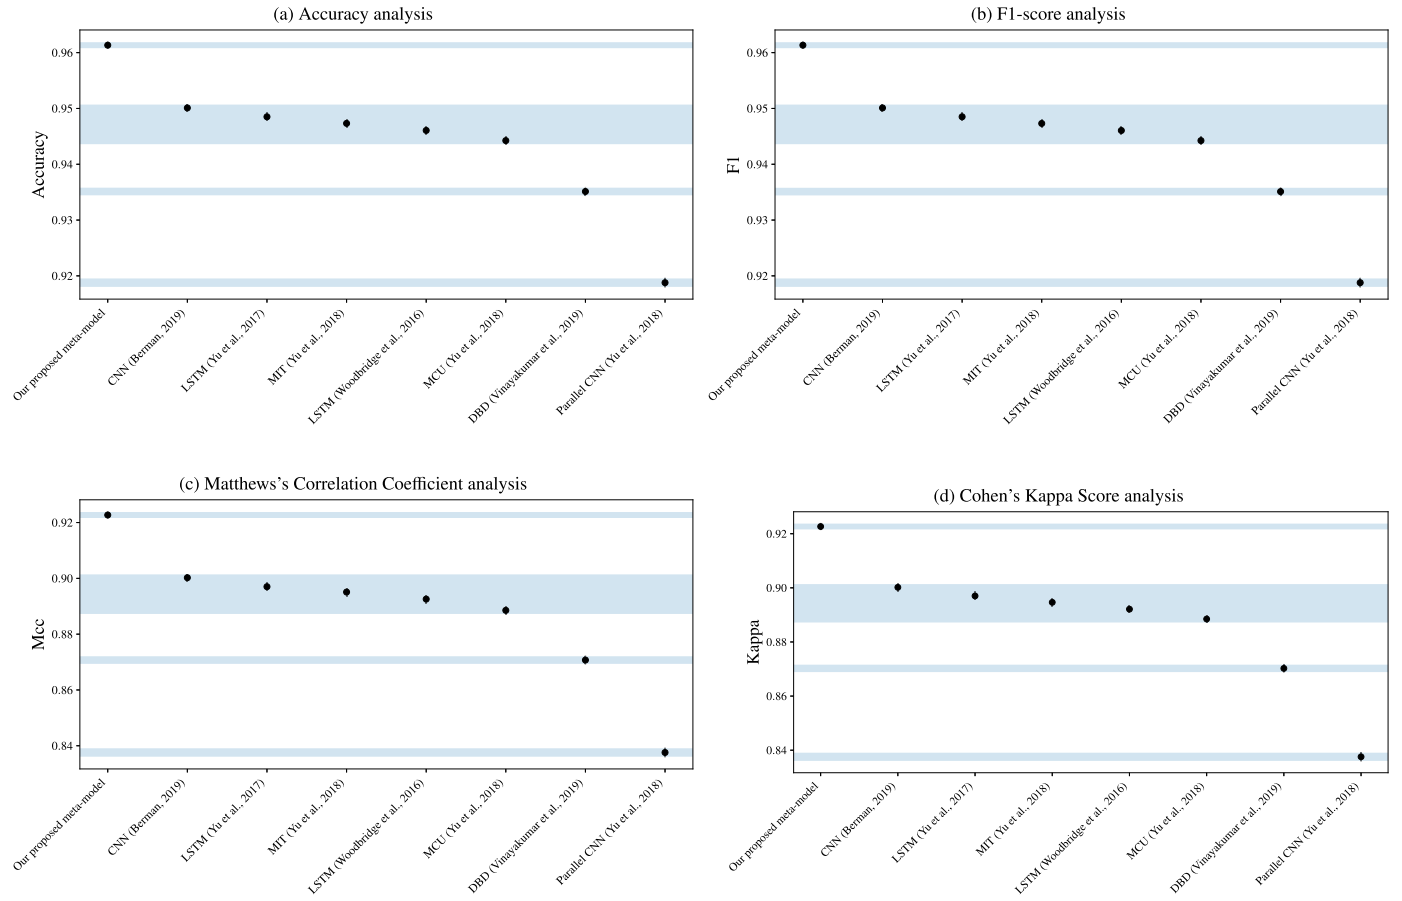 (a) Accuracy analysis
Accuracy
0.96
0.95
0.94
0.93
0.92
Our proposed meta-model
CNN (Berman, 2019)
LSTM (Yu et al., 2017)
MIT (Yu et al., 2018)
LSTM (Woodbridge et al., 2016)
MCU (Yu et al., 2018)
DBD (Vinayakumar et al., 2019)
Parallel CNN (Yu et al., 2018)
(b) F1-score analysis
F1
0.96
0.95
0.94
0.93
0.92
Our proposed meta-model
CNN (Berman, 2019)
LSTM (Yu et al., 2017)
MIT (Yu et al., 2018)
LSTM (Woodbridge et al., 2016)
MCU (Yu et al., 2018)
DBD (Vinayakumar et al., 2019)
Parallel CNN (Yu et al., 2018)
(c) Matthews's Correlation Coefficient analysis
Mcc
0.92
0.90
0.88
0.86
0.84
Our proposed meta-model
CNN (Berman, 2019)
LSTM (Yu et al., 2017)
MIT (Yu et al., 2018)
LSTM (Woodbridge et al., 2016)
MCU (Yu et al., 2018)
DBD (Vinayakumar et al., 2019)
Parallel CNN (Yu et al., 2018)
(d) Cohen's Kappa Score analysis
Kappa
0.92
0.90
0.88
0.86
0.84
Our proposed meta-model
CNN (Berman, 2019)
LSTM (Yu et al., 2017)
MIT (Yu et al., 2018)
LSTM (Woodbridge et al., 2016)
MCU (Yu et al., 2018)
DBD (Vinayakumar et al., 2019)
Parallel CNN (Yu et al., 2018)